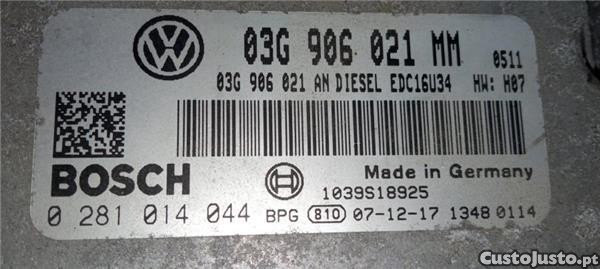 03G 906 021 MM 0511
03G 906 021 AN DIESEL EDC16U34 HW: H07
BOSCH
Made in Germany
1039S18925
0 281 014 044 BPG 810 07-12-17 1348 0114
CustoJusto.pt